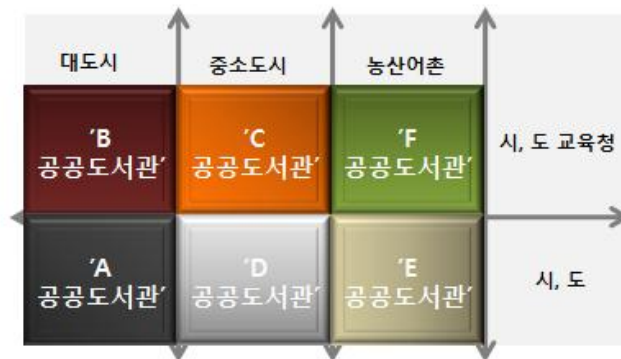 대도시 중소도시 농산어촌
'B 'C 'F
공공도서관' 공공도서관' 공공도서관'
시, 도 교육청
'A 'D 'E
공공도서관' 공공도서관' 공공도서관'
시, 도